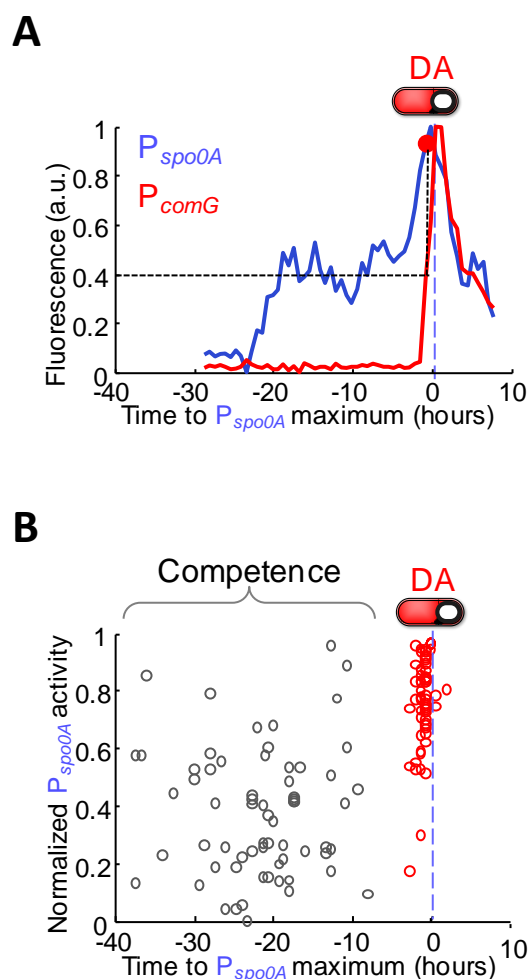 A
DA
P spo0A
P comG
Fluorescence (a.u.)
1
0.8
0.6
0.4
0.2
0
-40
-30
-20
-10
0
10
Time to P spo0A maximum (hours)
B
Competence
DA
Normalized P spo0A activity
1
0.8
0.6
0.4
0.2
0
-40
-30
-20
-10
0
10
Time to P spo0A maximum (hours)